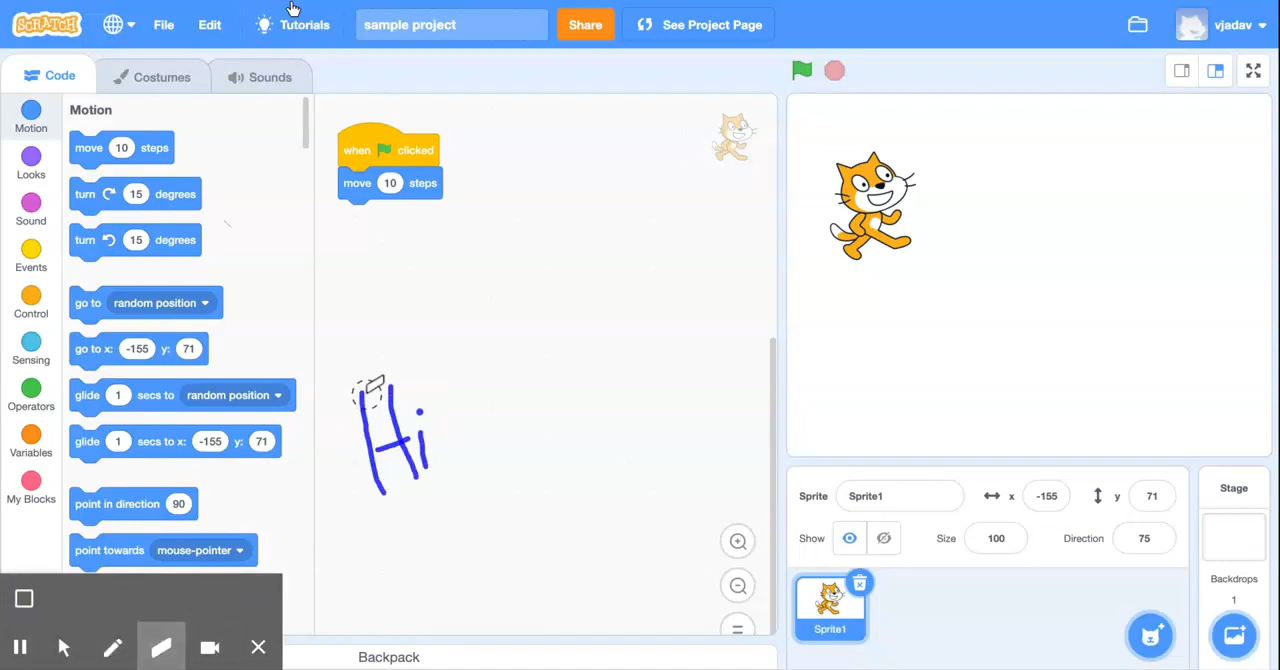 SCRATCH File Edit Tutorials sample project Share See Project Page vjadav
Code Costumes Sounds
Motion
Looks
Sound
Events
Control
Sensing
Operators
Variables
My Blocks
Motion
move 10 steps
turn 15 degrees
turn 15 degrees
go to random position
go to x: -155 y: 71
glide 1 secs to random position
glide 1 secs to x: -155 y: 71
point in direction 90
point towards mouse-pointer
when clicked
move 10 steps
Hi
Backpack
Sprite Sprite1 x -155 y 71
Show Size 100 Direction 75
Sprite1
Stage
Backdrops
1